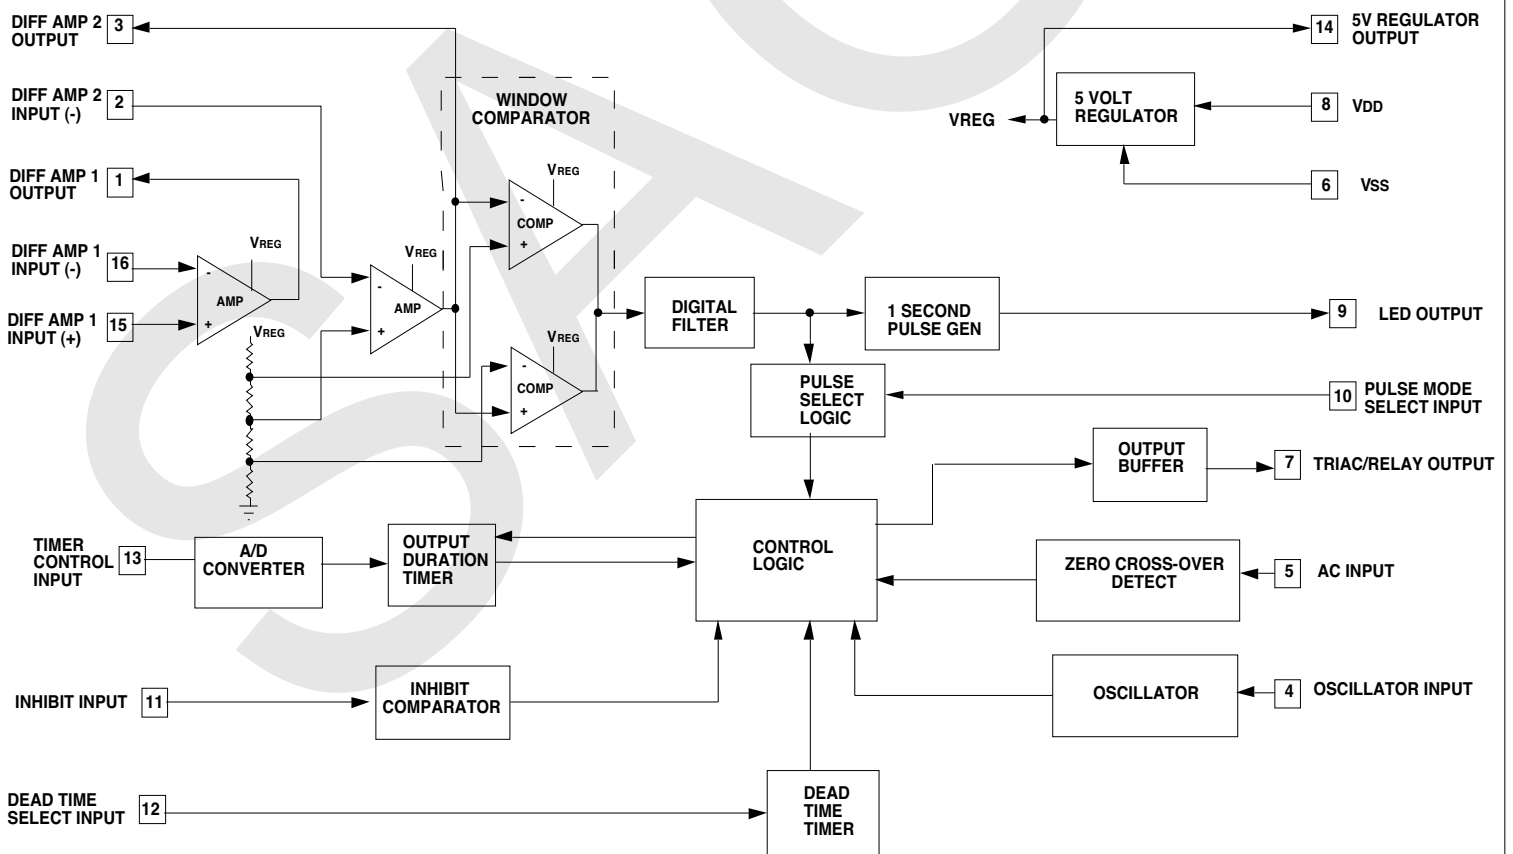 DIFF AMP 2
OUTPUT
3
DIFF AMP 2
INPUT (-)
2
DIFF AMP 1
OUTPUT
1
DIFF AMP 1
INPUT (-)
16
DIFF AMP 1
INPUT (+)
15
-
AMP
+
VREG
VREG
-
AMP
+
VREG
WINDOW
COMPARATOR
VREG
-
COMP
+
VREG
-
COMP
+
14
5V REGULATOR
OUTPUT
5 VOLT
REGULATOR
VREG
8
VDD
6
VSS
DIGITAL
FILTER
1 SECOND
PULSE GEN
9
LED OUTPUT
PULSE
SELECT
LOGIC
10
PULSE MODE
SELECT INPUT
OUTPUT
BUFFER
7
TRIAC/RELAY OUTPUT
TIMER
CONTROL
INPUT
13
A/D
CONVERTER
OUTPUT
DURATION
TIMER
CONTROL
LOGIC
ZERO CROSS-OVER
DETECT
5
AC INPUT
INHIBIT INPUT
11
INHIBIT
COMPARATOR
OSCILLATOR
4
OSCILLATOR INPUT
DEAD TIME
SELECT INPUT
12
DEAD
TIME
TIMER